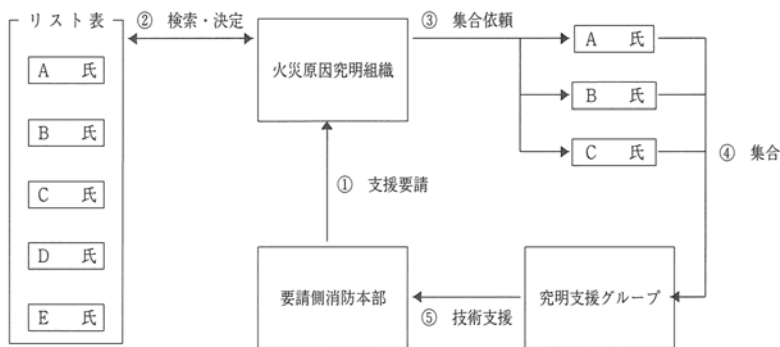 リスト表
A 氏
B 氏
C 氏
D 氏
E 氏
② 検索・決定
火災原因究明組織
③ 集合依頼
A 氏
B 氏
C 氏
④ 集合
① 支援要請
要請側消防本部
⑤ 技術支援
究明支援グループ